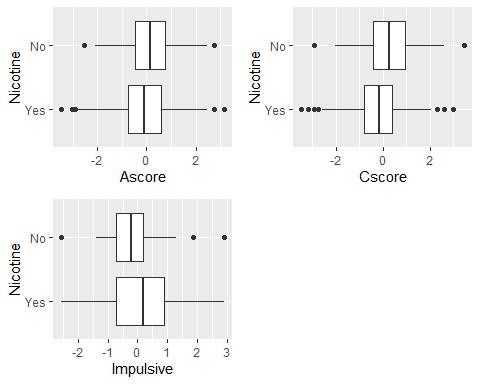 Nicotine
No
Yes
-2 0 2
Ascore
Nicotine
No
Yes
-2 0 2
Cscore
Nicotine
No
Yes
-2 -1 0 1 2 3
Impulsive